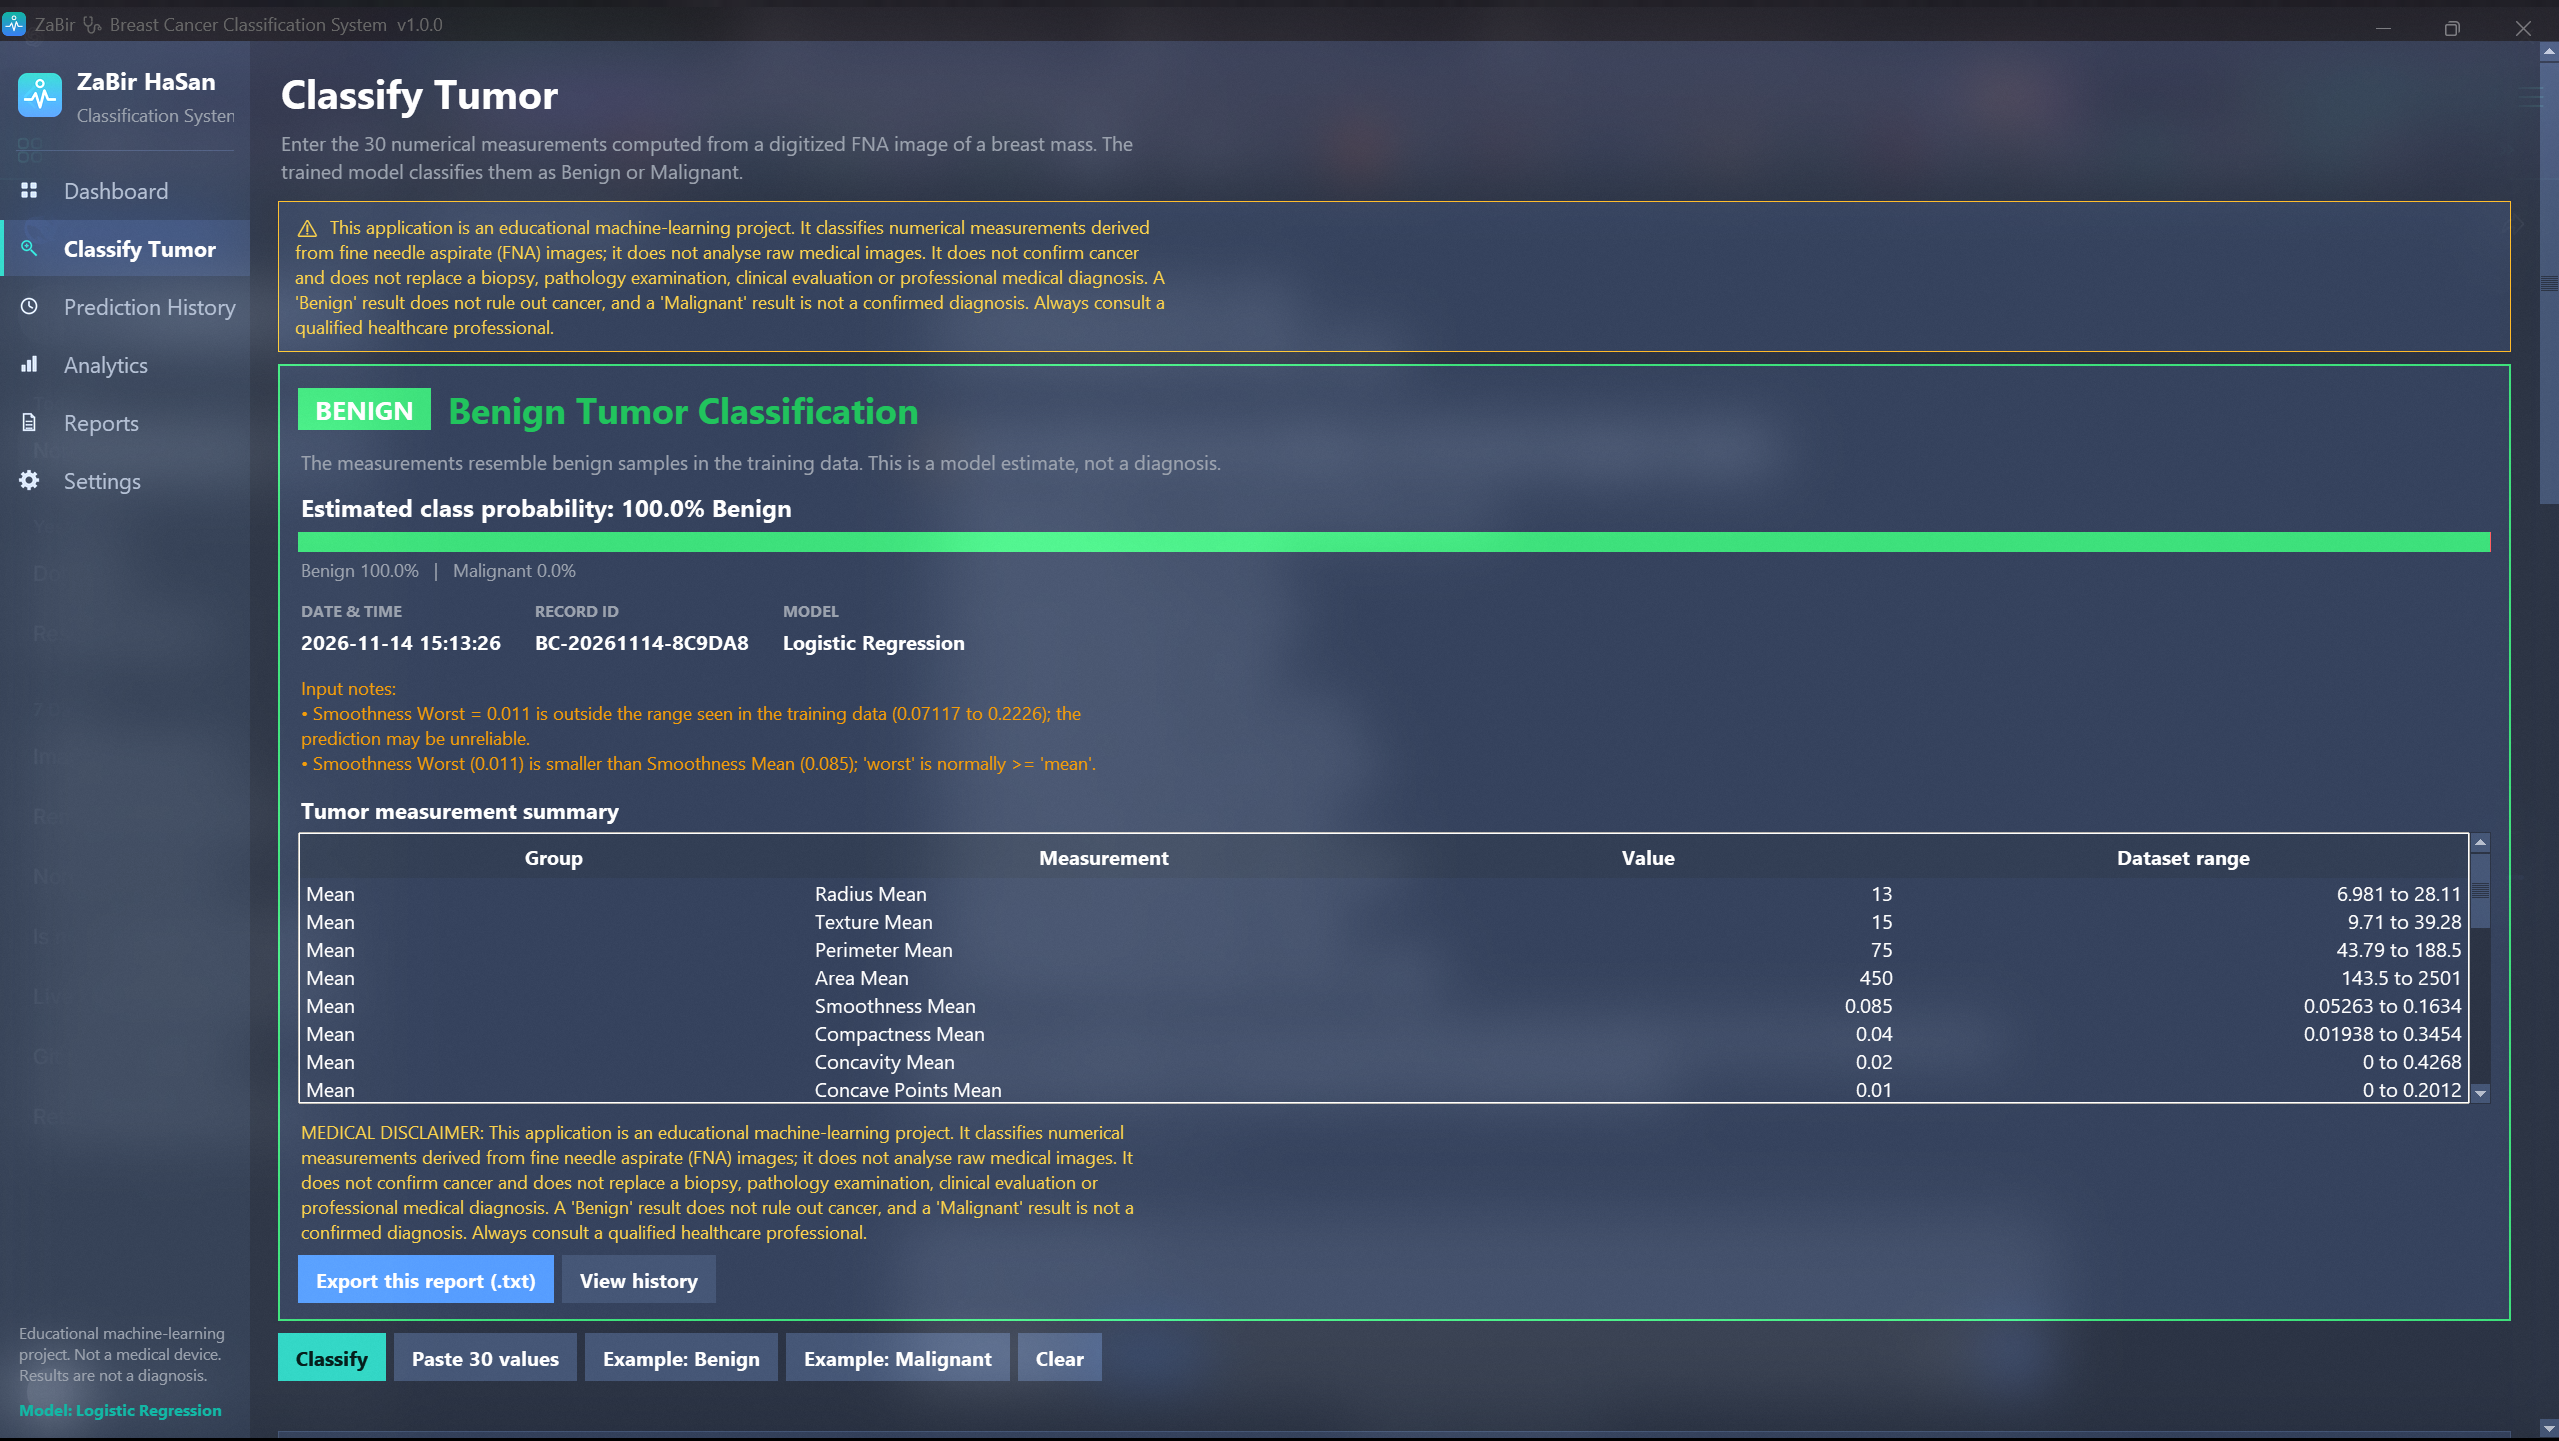 ZaBir Breast Cancer Classification System v1.0.0
ZaBir HaSan
Classification System
Dashboard
Classify Tumor
Prediction History
Analytics
Reports
Settings
Educational machine-learning
project. Not a medical device.
Results are not a diagnosis.
Model: Logistic Regression
Classify Tumor
Enter the 30 numerical measurements computed from a digitized FNA image of a breast mass. The
trained model classifies them as Benign or Malignant.
⚠ This application is an educational machine-learning project. It classifies numerical measurements derived
from fine needle aspirate (FNA) images; it does not analyse raw medical images. It does not confirm cancer
and does not replace a biopsy, pathology examination, clinical evaluation or professional medical diagnosis. A
'Benign' result does not rule out cancer, and a 'Malignant' result is not a confirmed diagnosis. Always consult a
qualified healthcare professional.
BENIGN Benign Tumor Classification
The measurements resemble benign samples in the training data. This is a model estimate, not a diagnosis.
Estimated class probability: 100.0% Benign
Benign 100.0% | Malignant 0.0%
DATE & TIME RECORD ID MODEL
2026-11-14 15:13:26 BC-20261114-8C9DA8 Logistic Regression
Input notes:
• Smoothness Worst = 0.011 is outside the range seen in the training data (0.07117 to 0.2226); the
prediction may be unreliable.
• Smoothness Worst (0.011) is smaller than Smoothness Mean (0.085); 'worst' is normally >= 'mean'.
Tumor measurement summary
Group Measurement Value Dataset range
Mean Radius Mean 13 6.981 to 28.11
Mean Texture Mean 15 9.71 to 39.28
Mean Perimeter Mean 75 43.79 to 188.5
Mean Area Mean 450 143.5 to 2501
Mean Smoothness Mean 0.085 0.05263 to 0.1634
Mean Compactness Mean 0.04 0.01938 to 0.3454
Mean Concavity Mean 0.02 0 to 0.4268
Mean Concave Points Mean 0.01 0 to 0.2012
MEDICAL DISCLAIMER: This application is an educational machine-learning project. It classifies numerical
measurements derived from fine needle aspirate (FNA) images; it does not analyse raw medical images. It
does not confirm cancer and does not replace a biopsy, pathology examination, clinical evaluation or
professional medical diagnosis. A 'Benign' result does not rule out cancer, and a 'Malignant' result is not a
confirmed diagnosis. Always consult a qualified healthcare professional.
Export this report (.txt) View history
Classify Paste 30 values Example: Benign Example: Malignant Clear